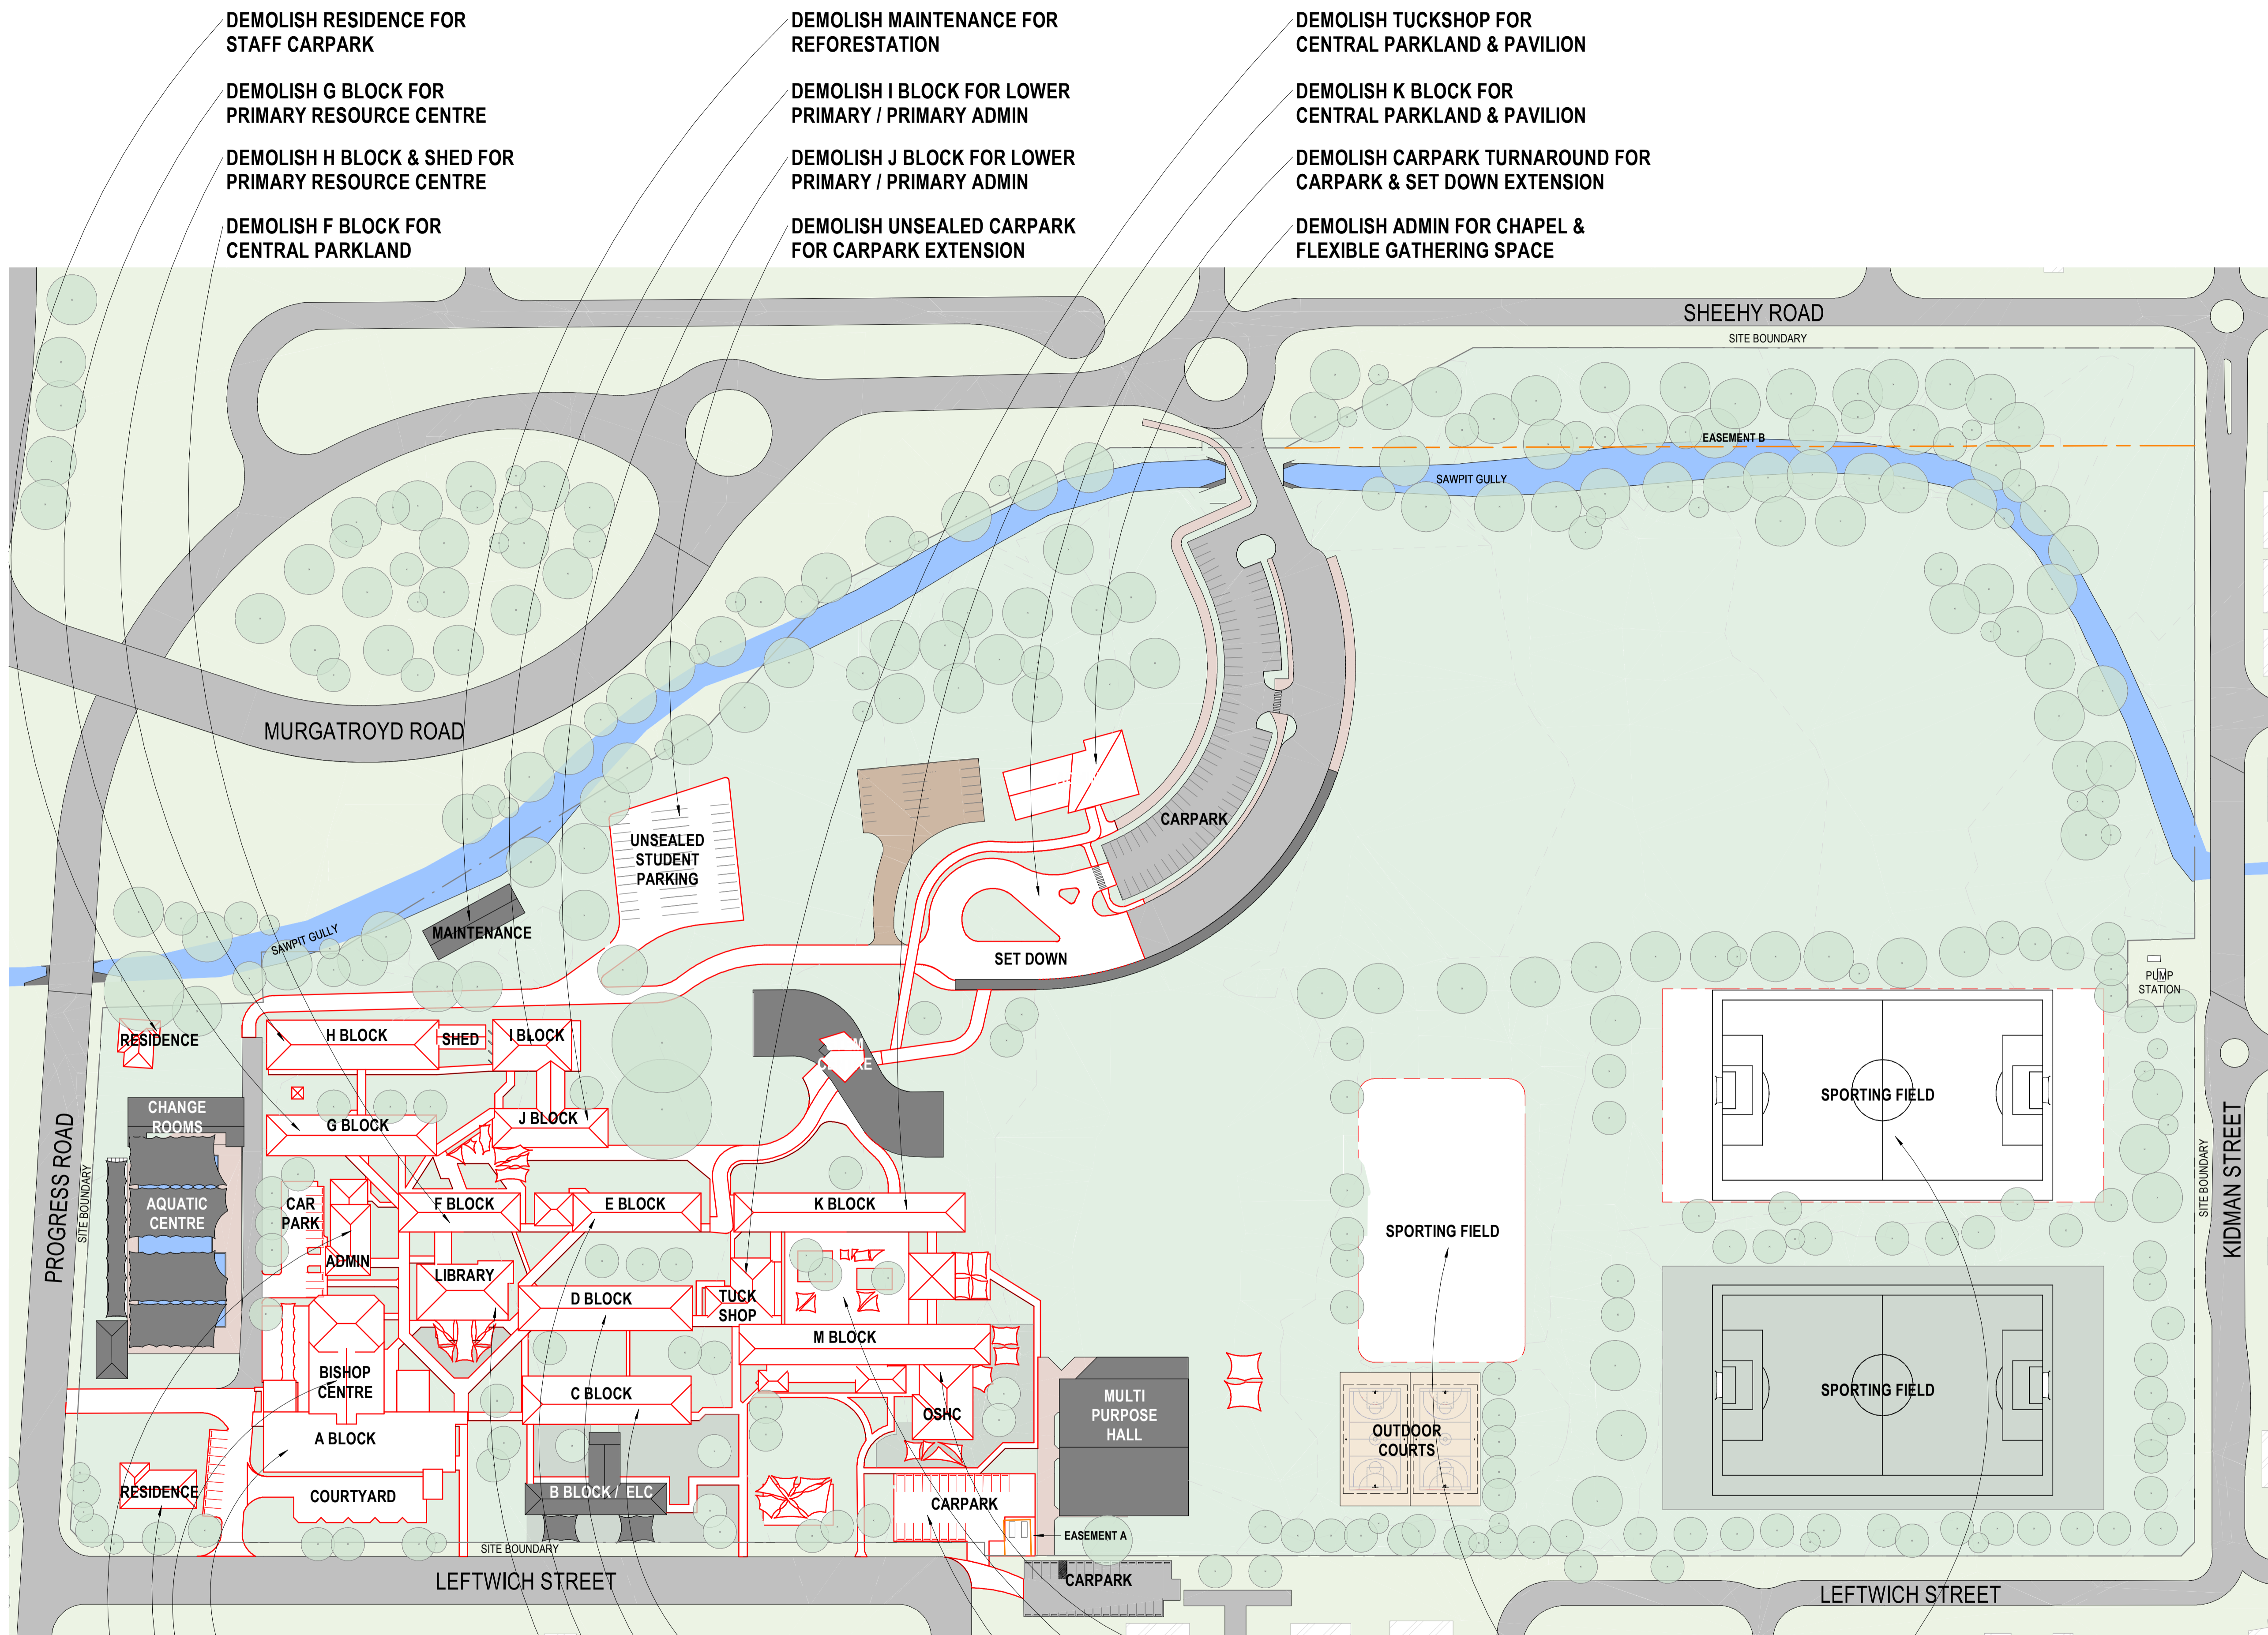 DEMOLISH RESIDENCE FOR
STAFF CARPARK
DEMOLISH G BLOCK FOR
PRIMARY RESOURCE CENTRE
DEMOLISH H BLOCK & SHED FOR
PRIMARY RESOURCE CENTRE
DEMOLISH F BLOCK FOR
CENTRAL PARKLAND
DEMOLISH MAINTENANCE FOR
REFORESTATION
DEMOLISH I BLOCK FOR LOWER
PRIMARY / PRIMARY ADMIN
DEMOLISH J BLOCK FOR LOWER
PRIMARY / PRIMARY ADMIN
DEMOLISH UNSEALED CARPARK
FOR CARPARK EXTENSION
DEMOLISH TUCKSHOP FOR
CENTRAL PARKLAND & PAVILION
DEMOLISH K BLOCK FOR
CENTRAL PARKLAND & PAVILION
DEMOLISH CARPARK TURNAROUND FOR
CARPARK & SET DOWN EXTENSION
DEMOLISH ADMIN FOR CHAPEL &
FLEXIBLE GATHERING SPACE
SHEEHY ROAD
SITE BOUNDARY
EASEMENT B
SAWPIT GULLY
MURGATROYD ROAD
CARPARK
UNSEALED
STUDENT
PARKING
MAINTENANCE
SAWPIT GULLY
SET DOWN
PUMP
STATION
RESIDENCE
H BLOCK
SHED
I BLOCK
CHANGE
ROOMS
G BLOCK
J BLOCK
SPORTING FIELD
PROGRESS ROAD
SITE BOUNDARY
AQUATIC
CENTRE
CAR
PARK
F BLOCK
E BLOCK
K BLOCK
SPORTING FIELD
SITE BOUNDARY
KIDMAN STREET
ADMIN
LIBRARY
D BLOCK
TUCK
SHOP
M BLOCK
BISHOP
CENTRE
C BLOCK
MULTI
PURPOSE
HALL
SPORTING FIELD
OSHC
A BLOCK
OUTDOOR
COURTS
RESIDENCE
COURTYARD
B BLOCK / ELC
CARPARK
EASEMENT A
SITE BOUNDARY
LEFTWICH STREET
CARPARK
LEFTWICH STREET